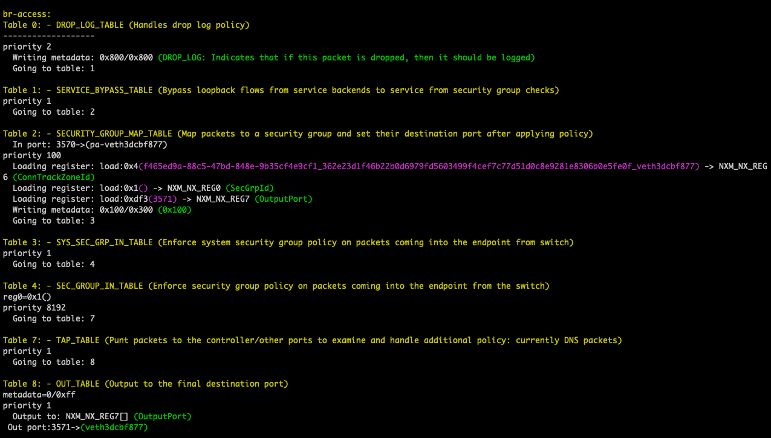 br-access:
Table 0: - DROP_LOG_TABLE (Handles drop log policy)
-------------------
priority 2
Writing metadata: 0x800/0x800 (DROP_LOG: Indicates that if this packet is dropped, then it should be logged)
Going to table: 1
Table 1: - SERVICE_BYPASS_TABLE (Bypass loopback flows from service backends to service from security group checks)
priority 1
Going to table: 2
Table 2: - SECURITY_GROUP_MAP_TABLE (Map packets to a security group and set their destination port after applying policy)
In port: 3570->(pa-veth3dcbf877)
priority 100
Loading register: load:0x4(f465ed9a-88c5-47bd-848e-9b35cf4e9cf1_362e23d1f46b22b0d6979fd5603499f4cef7c77d51d0c8e9281e8306b0e5fe0f_veth3dcbf877) -> NXM_NX_REG
6 (ConnTrackZoneId)
Loading register: load:0x1() -> NXM_NX_REG0 (SecGrpId)
Loading register: load:0xdf3(3571) -> NXM_NX_REG7 (OutputPort)
Writing metadata: 0x100/0x300 (0x100)
Going to table: 3
Table 3: - SYS_SEC_GRP_IN_TABLE (Enforce system security group policy on packets coming into the endpoint from switch)
priority 1
Going to table: 4
Table 4: - SEC_GROUP_IN_TABLE (Enforce security group policy on packets coming into the endpoint from the switch)
reg0=0x1()
priority 8192
Going to table: 7
Table 7: - TAP_TABLE (Punt packets to the controller/other ports to examine and handle additional policy: currently DNS packets)
priority 1
Going to table: 8
Table 8: - OUT_TABLE (Output to the final destination port)
metadata=0/0xff
priority 1
Output to: NXM_NX_REG7[] (OutputPort)
Out port:3571->(veth3dcbf877)